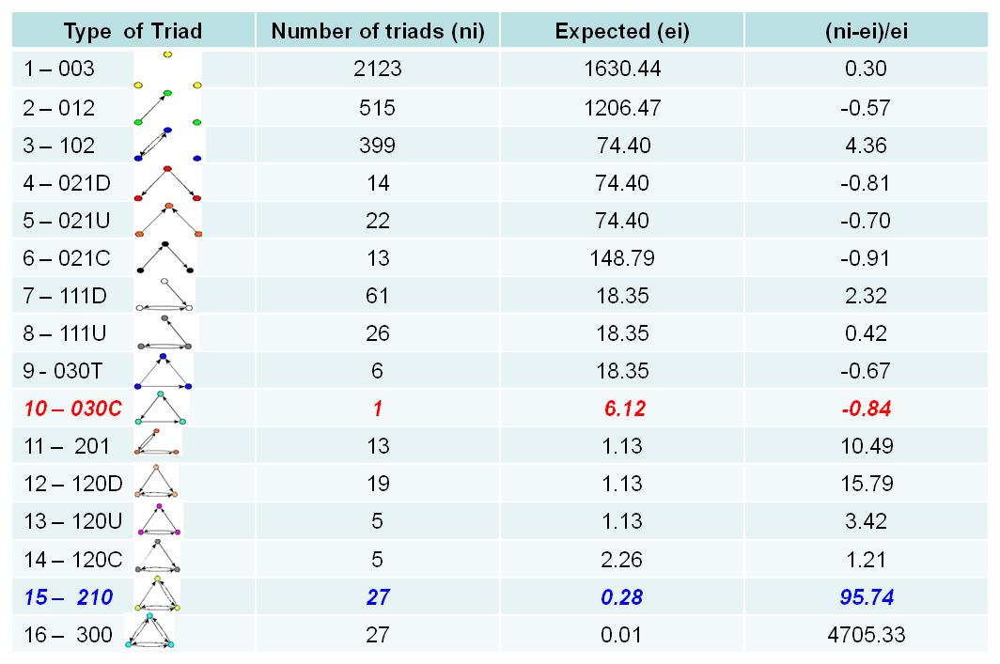 Type of Triad Number of triads (ni) Expected (ei) (ni-ei)/ei
1 – 003 2123 1630.44 0.30
2 – 012 515 1206.47 -0.57
3 – 102 399 74.40 4.36
4 – 021D 14 74.40 -0.81
5 – 021U 22 74.40 -0.70
6 – 021C 13 148.79 -0.91
7 – 111D 61 18.35 2.32
8 – 111U 26 18.35 0.42
9 - 030T 6 18.35 -0.67
10 – 030C 1 6.12 -0.84
11 – 201 13 1.13 10.49
12 – 120D 19 1.13 15.79
13 – 120U 5 1.13 3.42
14 – 120C 5 2.26 1.21
15 – 210 27 0.28 95.74
16 – 300 27 0.01 4705.33